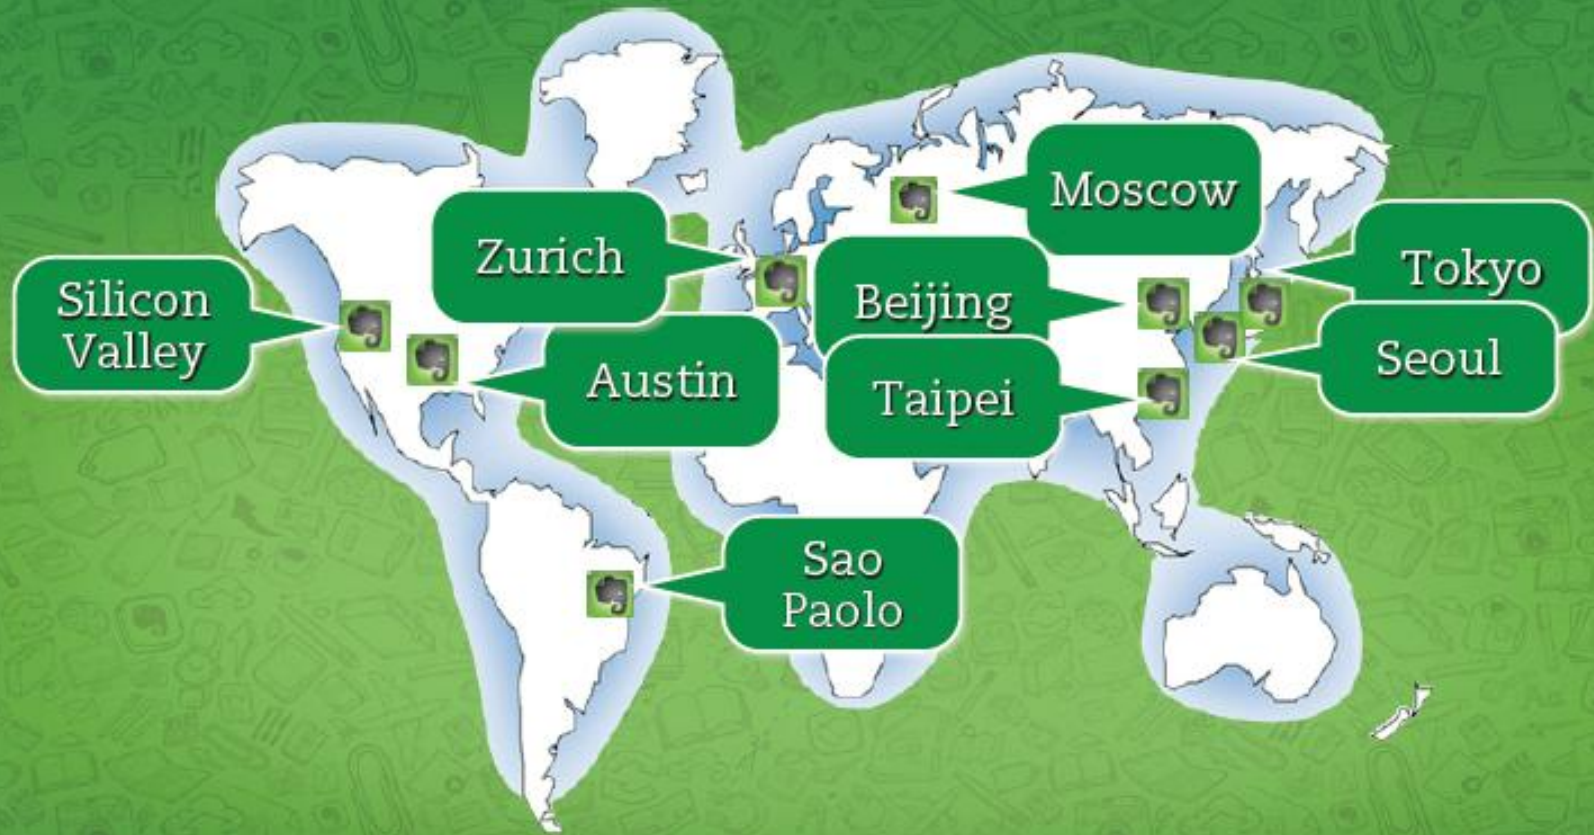 Moscow
Zurich
Tokyo
Silicon
Valley
Beijing
Seoul
Austin
Taipei
Sao
Paolo